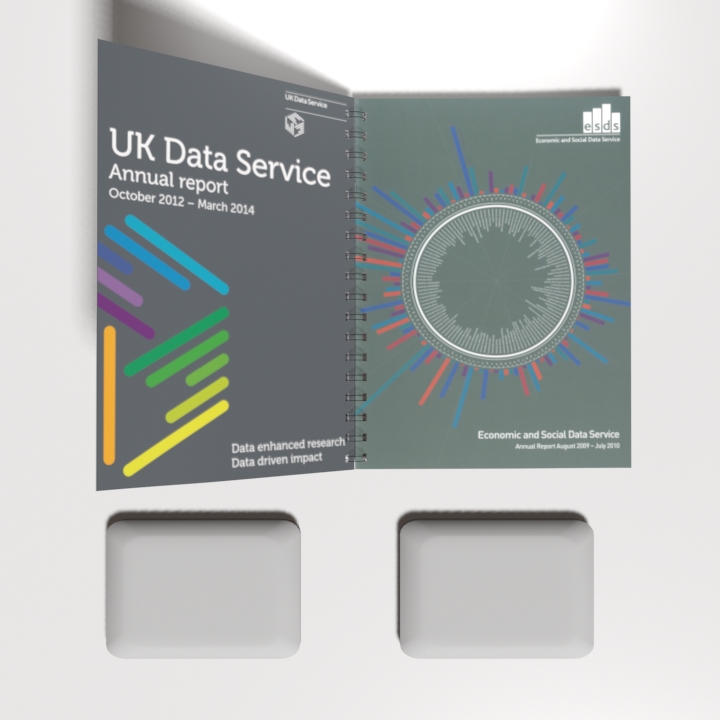 UK Data Service
UK Data Service
Annual report
October 2012 – March 2014
Data enhanced research
Data driven impact
esds
Economic and Social Data Service
Economic and Social Data Service
Annual Report August 2009 – July 2010